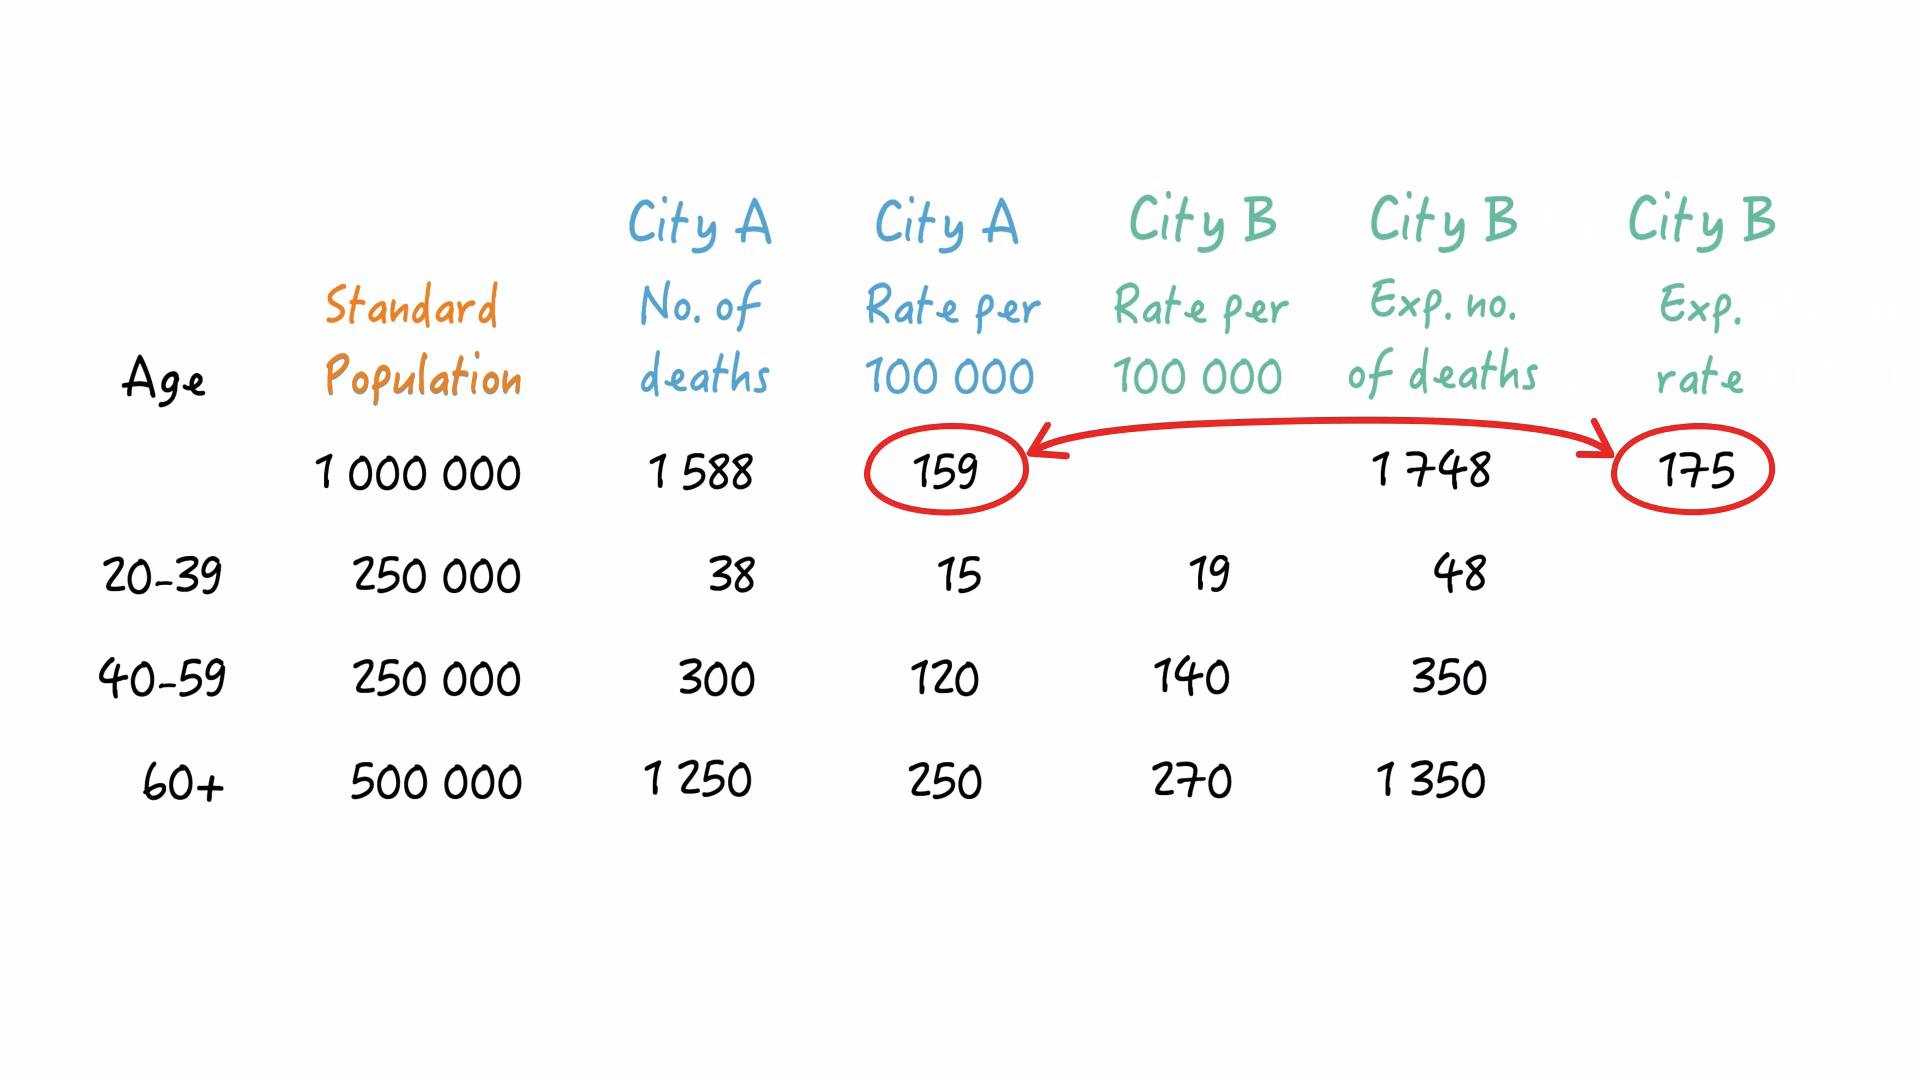 City A City A City B City B City B
Standard No. of Rate per Rate per Exp. no. Exp.
Age Population deaths 100 000 100 000 of deaths rate
1 000 000 1 588 159 1 748 175
20-39 250 000 38 15 19 48
40-59 250 000 300 120 140 350
60+ 500 000 1 250 250 270 1 350